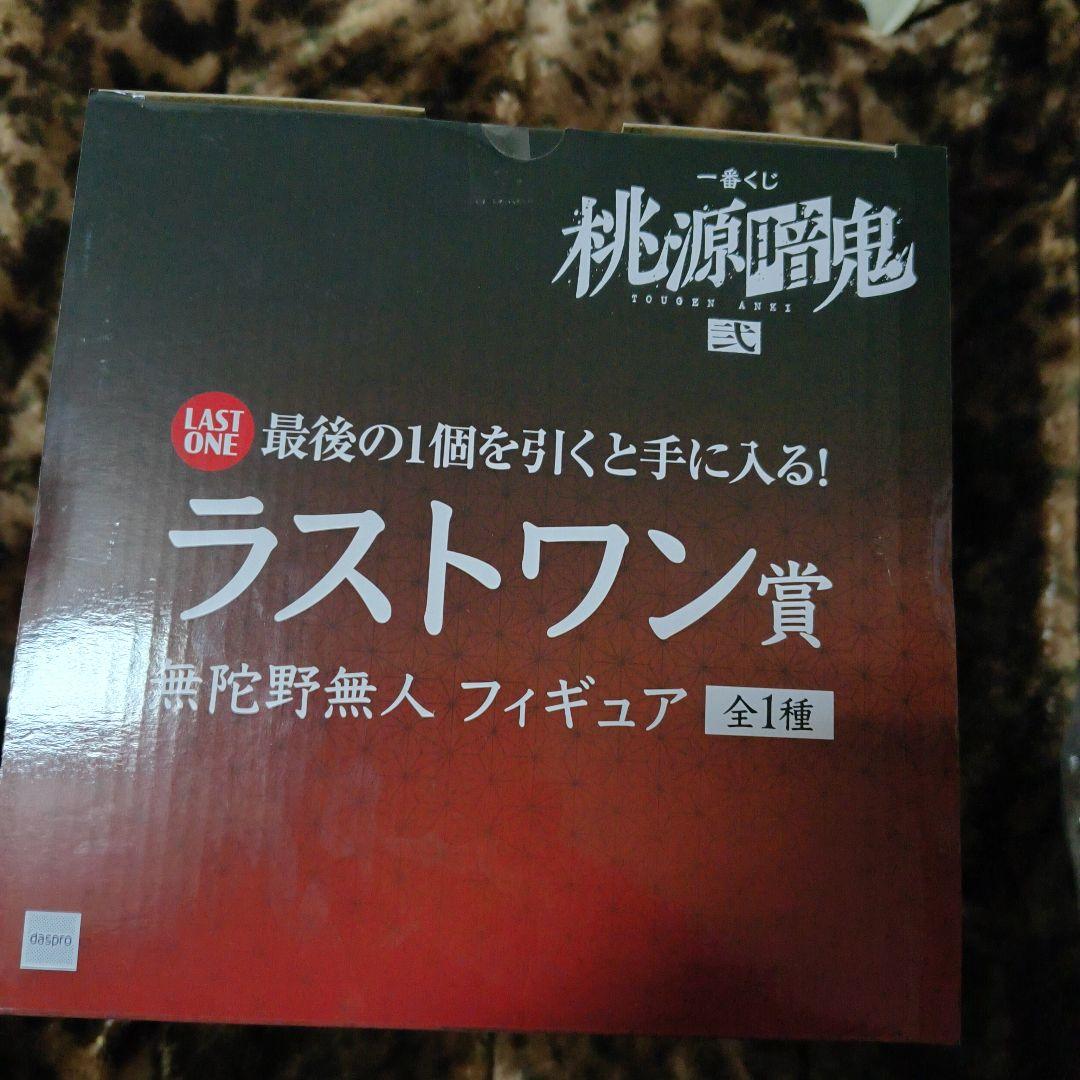 一番くじ
桃源暗鬼
TOUGEN ANKI
弐
LAST
ONE
最後の1個を引くと手に入る!
ラストワン賞
無陀野無人 フィギュア 全1種
daspro